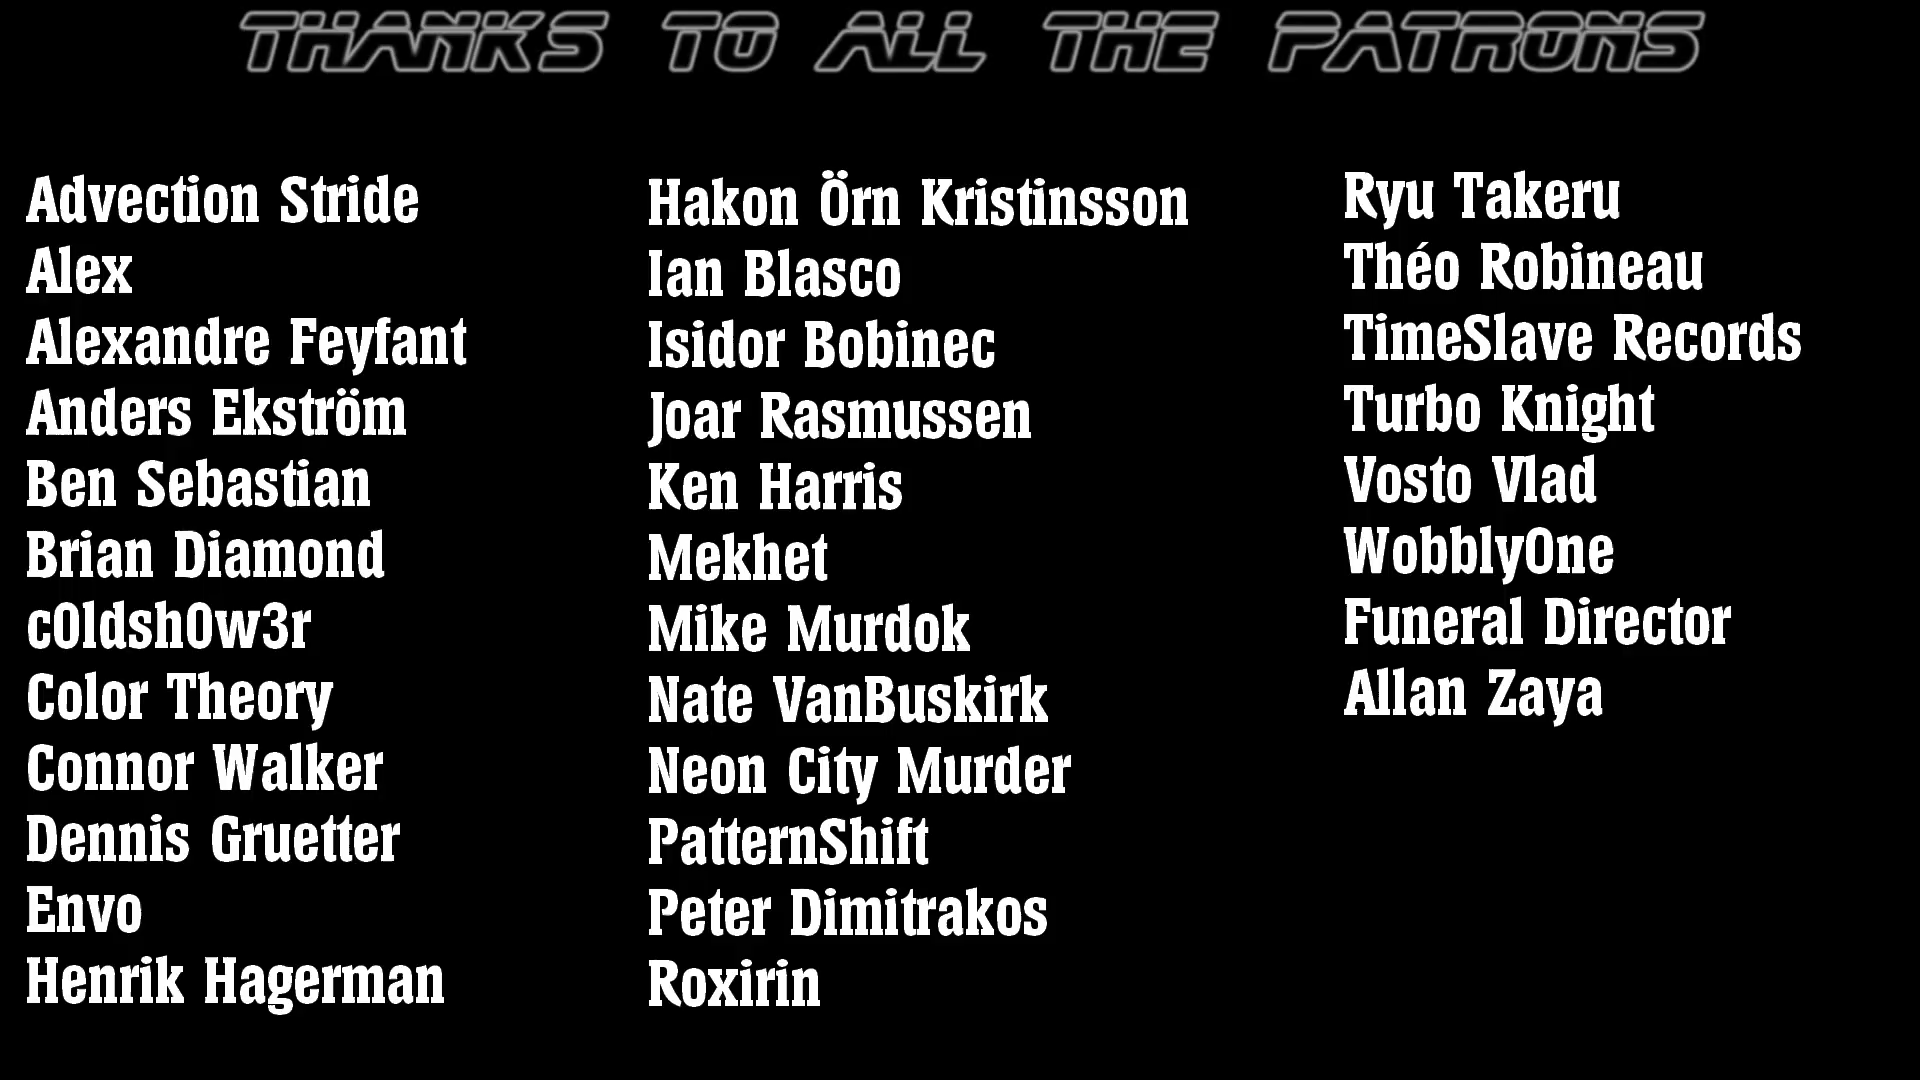 THANKS TO ALL THE PATRONS
Advection Stride
Alex
Alexandre Feyfant
Anders Ekström
Ben Sebastian
Brian Diamond
c0ldsh0w3r
Color Theory
Connor Walker
Dennis Gruetter
Envo
Henrik Hagerman
Hakon Örn Kristinsson
Ian Blasco
Isidor Bobinec
Joar Rasmussen
Ken Harris
Mekhet
Mike Murdok
Nate VanBuskirk
Neon City Murder
PatternShift
Peter Dimitrakos
Roxirin
Ryu Takeru
Théo Robineau
TimeSlave Records
Turbo Knight
Vosto Vlad
WobblyOne
Funeral Director
Allan Zaya